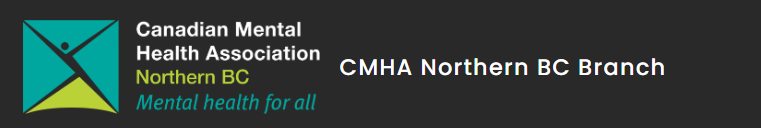 Canadian Mental
Health Association
Northern BC
Mental health for all
CMHA Northern BC Branch